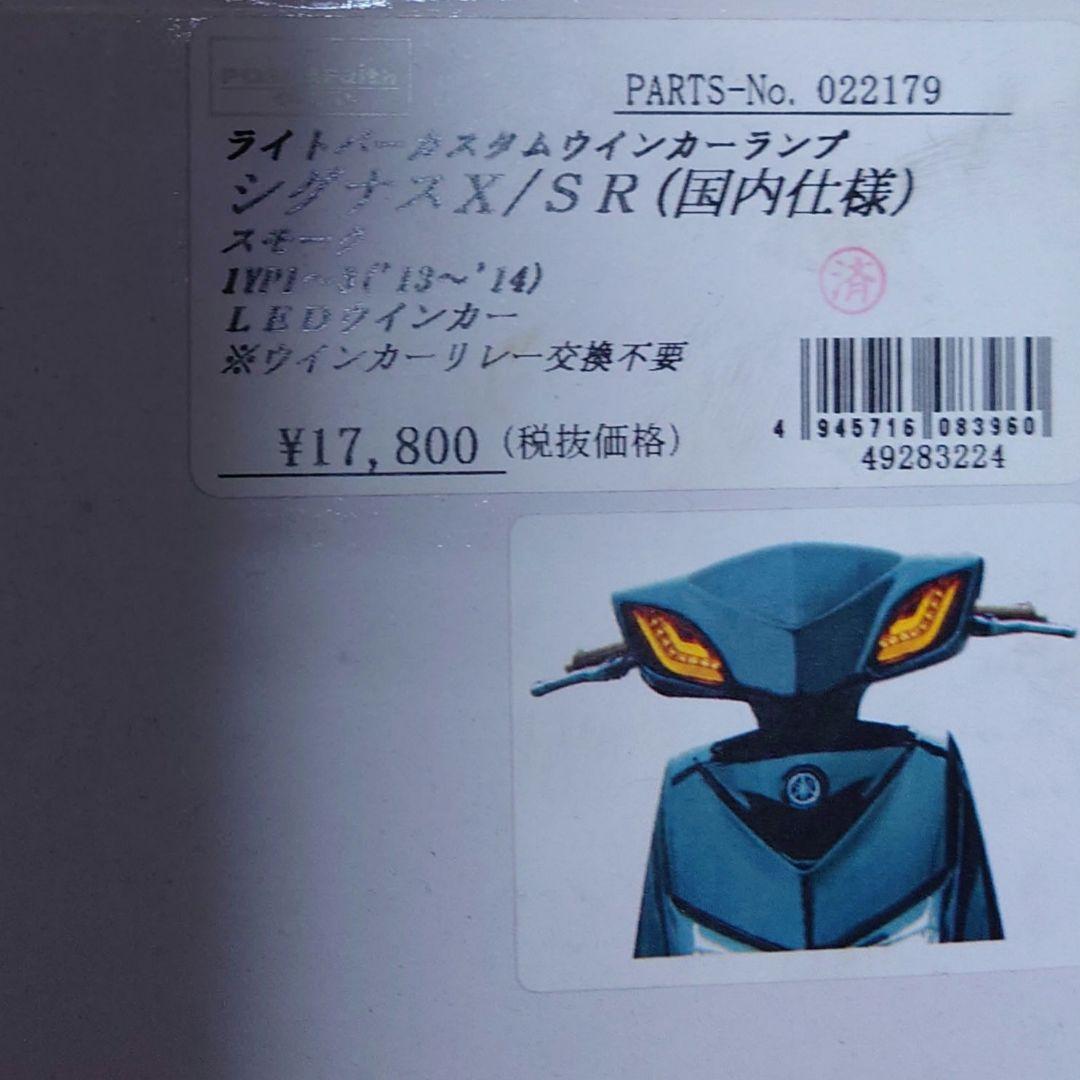 POSH Faith
PARTS-No. 022179
ライトバーカスタムウインカーランプ
シグナスX/SR(国内仕様)
スモーク
1YP1～3('13～'14)
LEDウインカー
※ウインカーリレー交換不要
済
¥17,800(税抜価格)
4 945716 083960
49283224